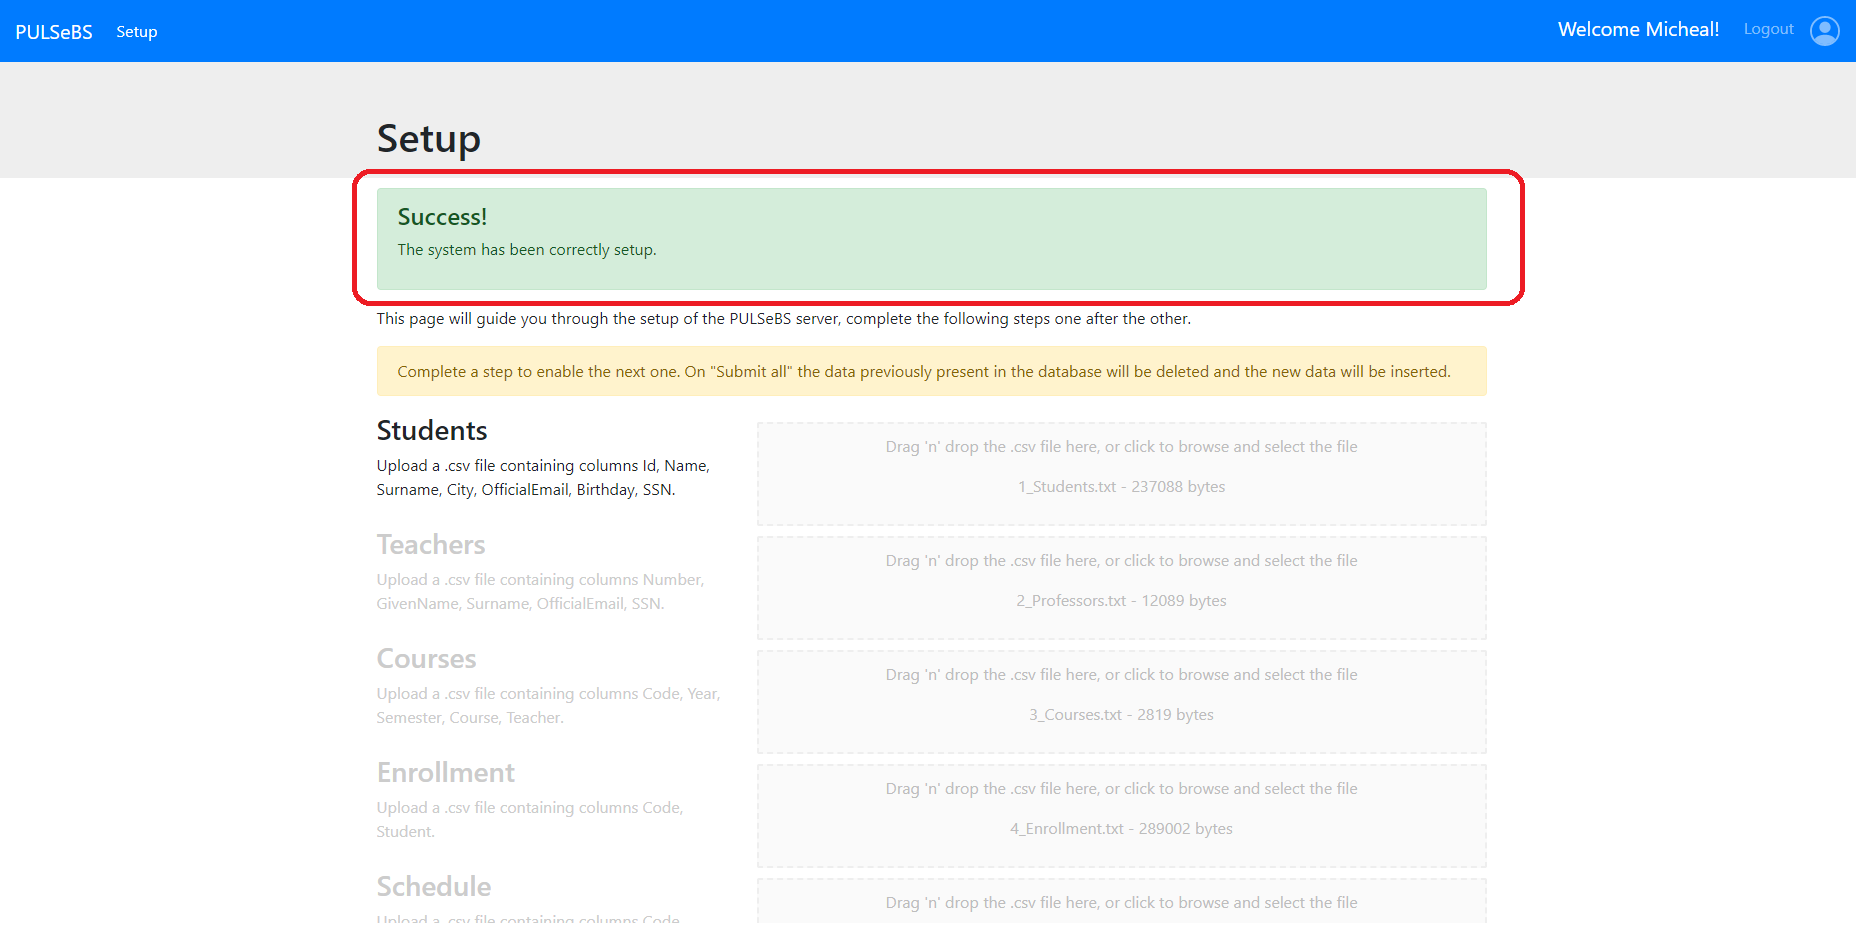 PULSeBS Setup Welcome Micheal! Logout
Setup
Success!
The system has been correctly setup.
This page will guide you through the setup of the PULSeBS server, complete the following steps one after the other.
Complete a step to enable the next one. On "Submit all" the data previously present in the database will be deleted and the new data will be inserted.
Students
Upload a .csv file containing columns Id, Name,
Surname, City, OfficialEmail, Birthday, SSN.
Drag 'n' drop the .csv file here, or click to browse and select the file
1_Students.txt - 237088 bytes
Teachers
Upload a .csv file containing columns Number,
GivenName, Surname, OfficialEmail, SSN.
Drag 'n' drop the .csv file here, or click to browse and select the file
2_Professors.txt - 12089 bytes
Courses
Upload a .csv file containing columns Code, Year,
Semester, Course, Teacher.
Drag 'n' drop the .csv file here, or click to browse and select the file
3_Courses.txt - 2819 bytes
Enrollment
Upload a .csv file containing columns Code,
Student.
Drag 'n' drop the .csv file here, or click to browse and select the file
4_Enrollment.txt - 289002 bytes
Schedule
Upload a .csv file containing columns Code,
Drag 'n' drop the .csv file here, or click to browse and select the file